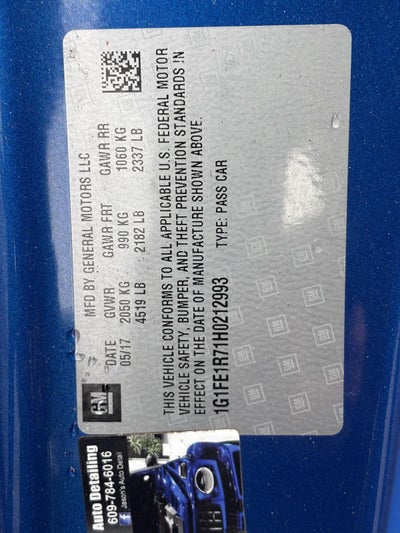 MFD BY GENERAL MOTORS LLC
DATE GVWR GAWR FRT GAWR RR
05/17 2050 KG 990 KG 1060 KG
4519 LB 2182 LB 2337 LB
THIS VEHICLE CONFORMS TO ALL APPLICABLE U.S. FEDERAL MOTOR
VEHICLE SAFETY, BUMPER, AND THEFT PREVENTION STANDARDS IN
EFFECT ON THE DATE OF MANUFACTURE SHOWN ABOVE.
1G1FE1R71H0212993 TYPE: PASS CAR
GM
Auto Detailing
609-784-6016
f Jason's Auto Detail